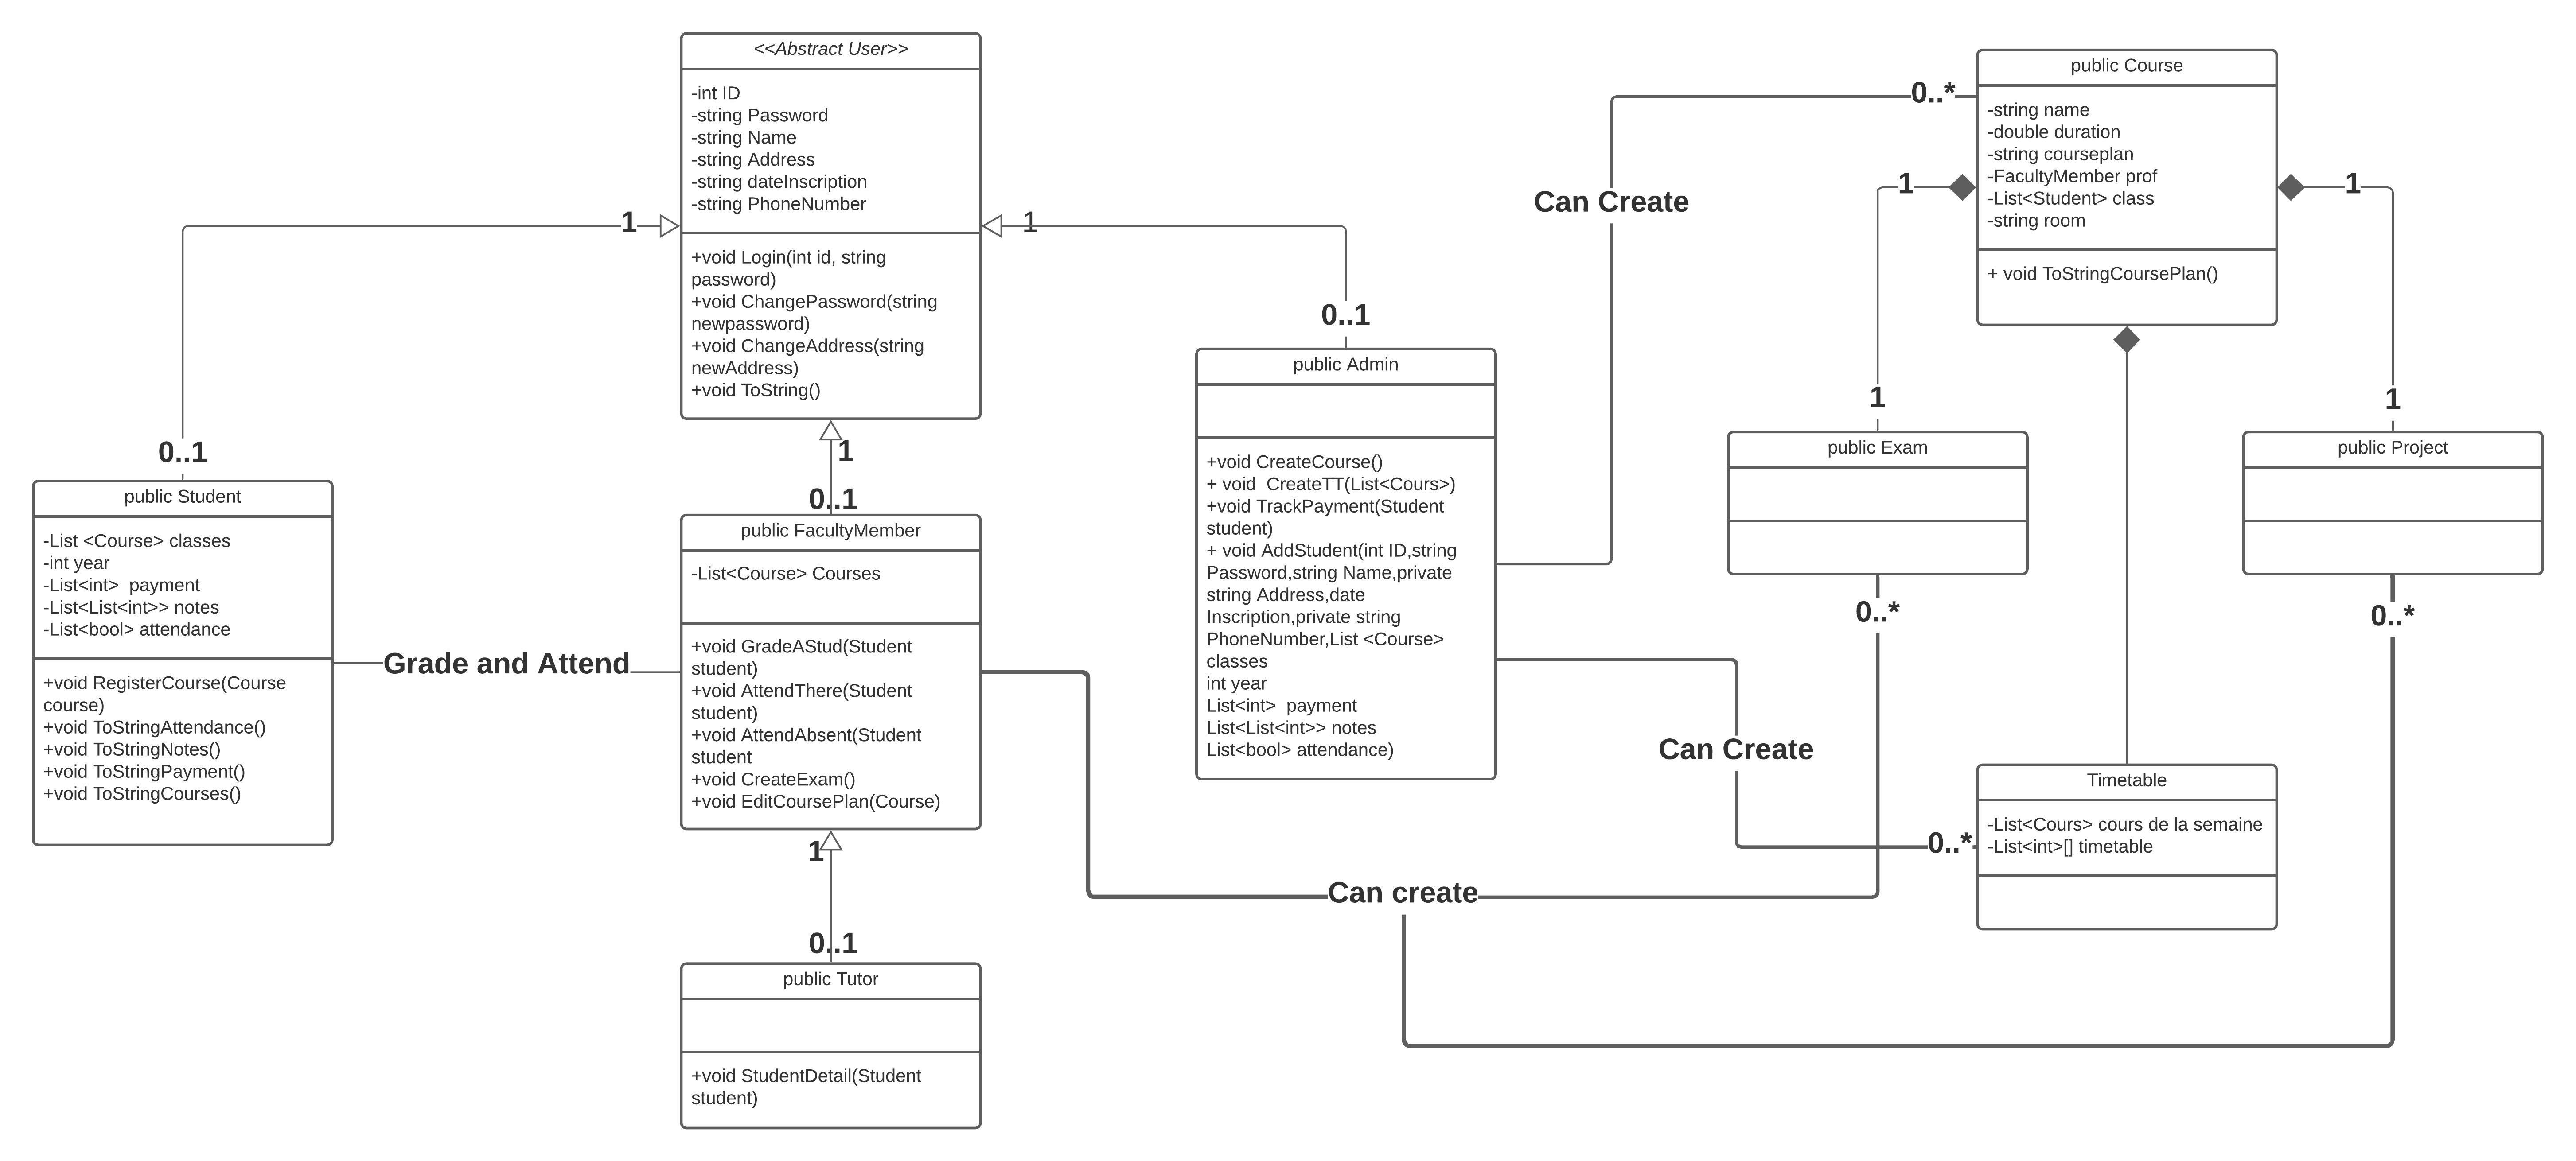 <<Abstract User>>
-int ID
-string Password
-string Name
-string Address
-string dateInscription
-string PhoneNumber
+void Login(int id, string
password)
+void ChangePassword(string
newpassword)
+void ChangeAddress(string
newAddress)
+void ToString()
1
0..1
1
0..1
1
0..1
public Student
-List <Course> classes
-int year
-List<int>  payment
-List<List<int>> notes
-List<bool> attendance
+void RegisterCourse(Course
course)
+void ToStringAttendance()
+void ToStringNotes()
+void ToStringPayment()
+void ToStringCourses()
Grade and Attend
public FacultyMember
-List<Course> Courses
+void GradeAStud(Student
student)
+void AttendThere(Student
student)
+void AttendAbsent(Student
student
+void CreateExam()
+void EditCoursePlan(Course)
1
0..1
public Tutor
+void StudentDetail(Student
student)
public Admin
+void CreateCourse()
+ void  CreateTT(List<Cours>)
+void TrackPayment(Student
student)
+ void AddStudent(int ID,string
Password,string Name,private
string Address,date
Inscription,private string
PhoneNumber,List <Course>
classes
int year
List<int>  payment
List<List<int>> notes
List<bool> attendance)
Can Create
0..*
Can Create
0..*
Can create
0..*
0..*
public Course
-string name
-double duration
-string courseplan
-FacultyMember prof
-List<Student> class
-string room
+ void ToStringCoursePlan()
1
1
1
1
public Exam
public Project
Timetable
-List<Cours> cours de la semaine
-List<int>[] timetable